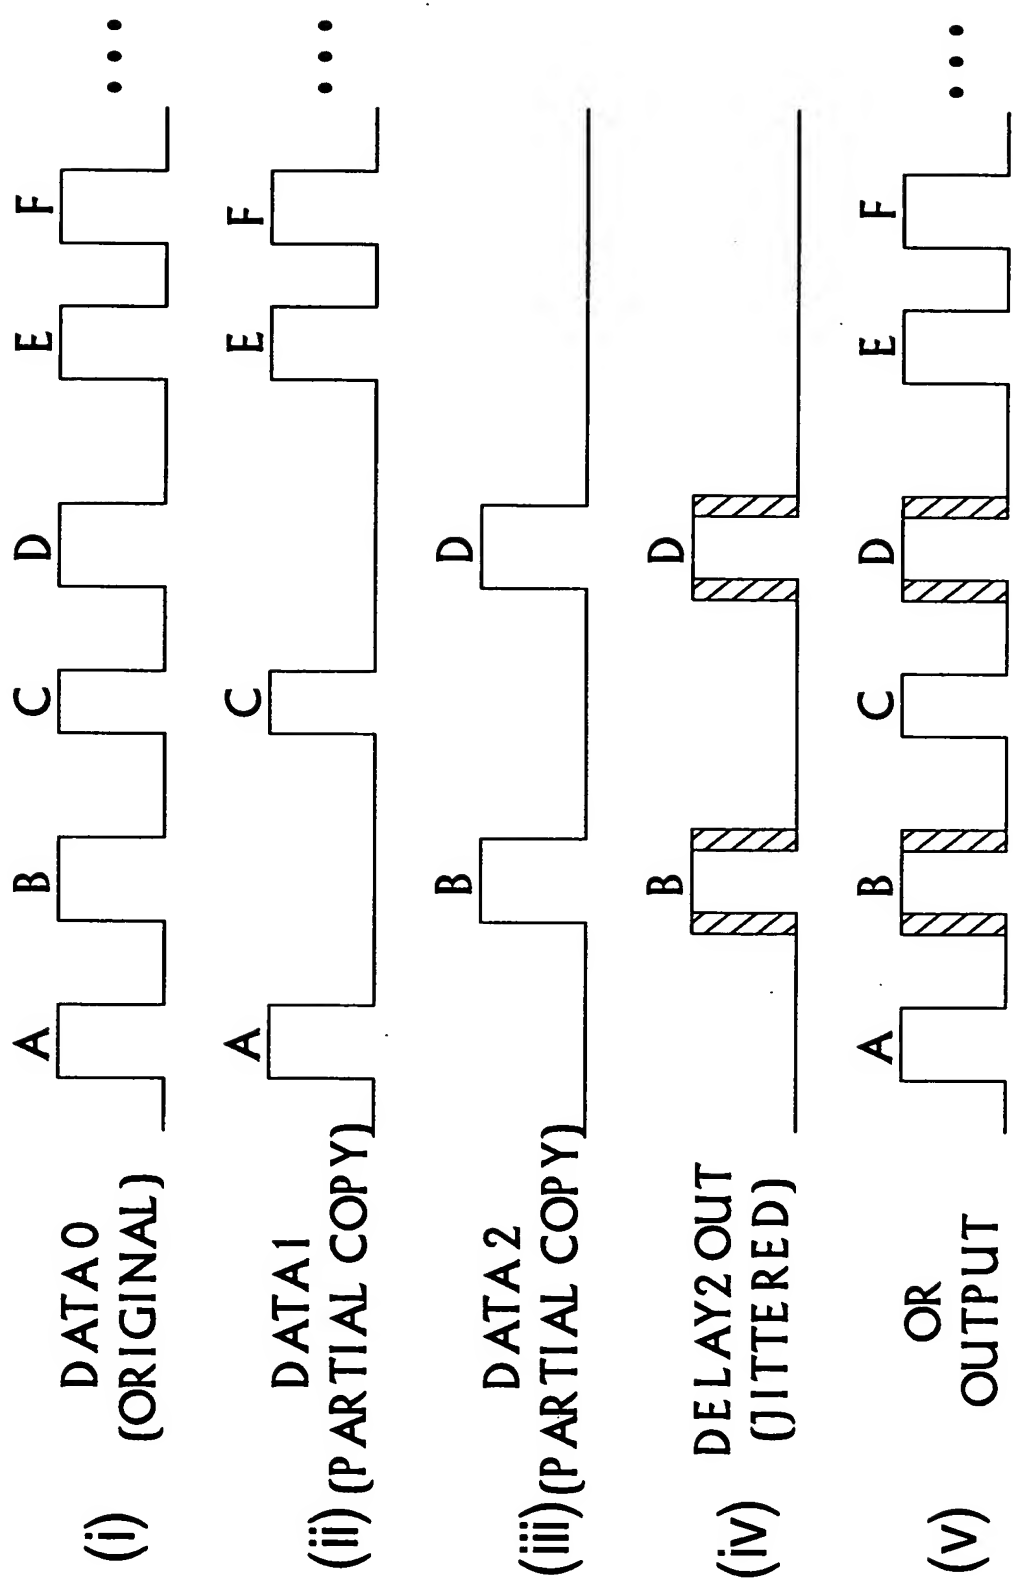 A B C D E F
(i) DATA0
(ORIGINAL)
A C E F
(ii) DATA1
(PARTIAL COPY)
B D
(iii) DATA2
(PARTIAL COPY)
B D
(iv) DELAY2 OUT
(JITTERED)
A B C D E F
(v) OR
OUTPUT